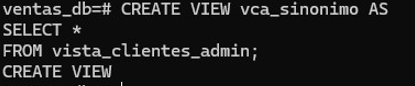 ventas_db=# CREATE VIEW vca_sinonimo AS
SELECT *
FROM vista_clientes_admin;
CREATE VIEW